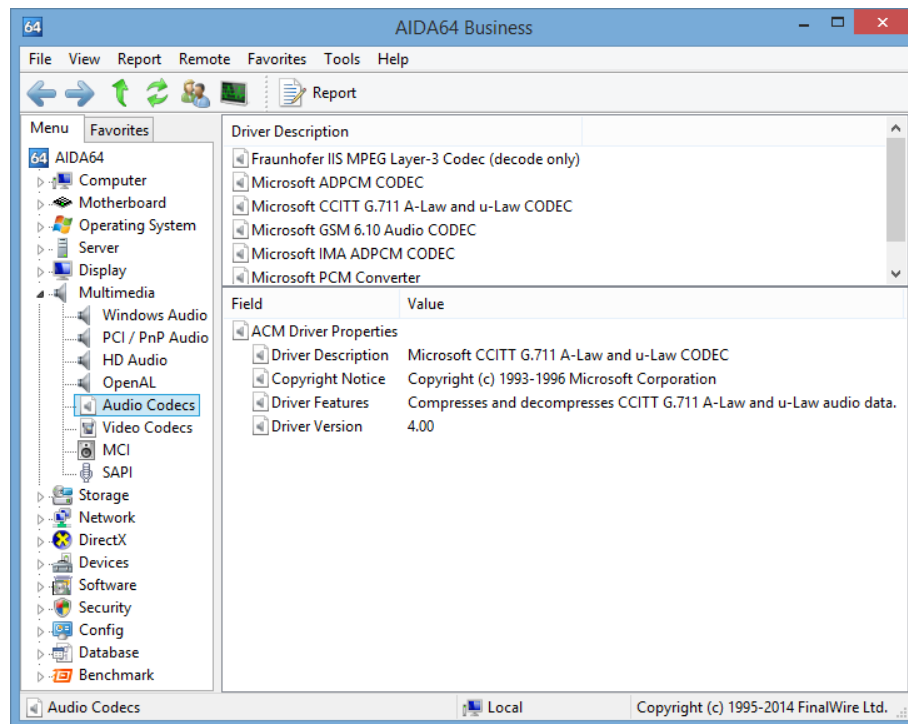 64
AIDA64 Business
File View Report Remote Favorites Tools Help
Report
Menu Favorites
64 AIDA64
Computer
Motherboard
Operating System
Server
Display
Multimedia
Windows Audio
PCI / PnP Audio
HD Audio
OpenAL
Audio Codecs
Video Codecs
MCI
SAPI
Storage
Network
DirectX
Devices
Software
Security
Config
Database
Benchmark
Driver Description
Fraunhofer IIS MPEG Layer-3 Codec (decode only)
Microsoft ADPCM CODEC
Microsoft CCITT G.711 A-Law and u-Law CODEC
Microsoft GSM 6.10 Audio CODEC
Microsoft IMA ADPCM CODEC
Microsoft PCM Converter
Field Value
ACM Driver Properties
Driver Description Microsoft CCITT G.711 A-Law and u-Law CODEC
Copyright Notice Copyright (c) 1993-1996 Microsoft Corporation
Driver Features Compresses and decompresses CCITT G.711 A-Law and u-Law audio data.
Driver Version 4.00
Audio Codecs Local Copyright (c) 1995-2014 FinalWire Ltd.